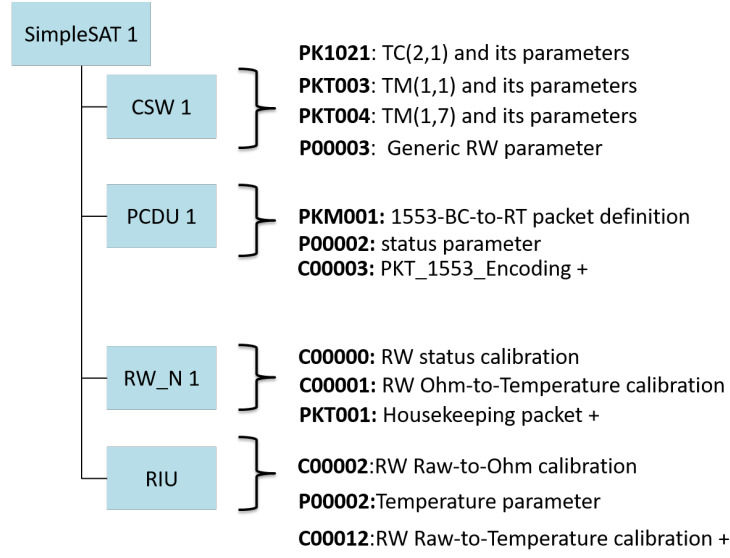 SimpleSAT 1
CSW 1
PK1021: TC(2,1) and its parameters
PKT003: TM(1,1) and its parameters
PKT004: TM(1,7) and its parameters
P00003: Generic RW parameter
PCDU 1
PKM001: 1553-BC-to-RT packet definition
P00002: status parameter
C00003: PKT_1553_Encoding +
RW_N 1
C00000: RW status calibration
C00001: RW Ohm-to-Temperature calibration
PKT001: Housekeeping packet +
RIU
C00002:RW Raw-to-Ohm calibration
P00002:Temperature parameter
C00012:RW Raw-to-Temperature calibration +